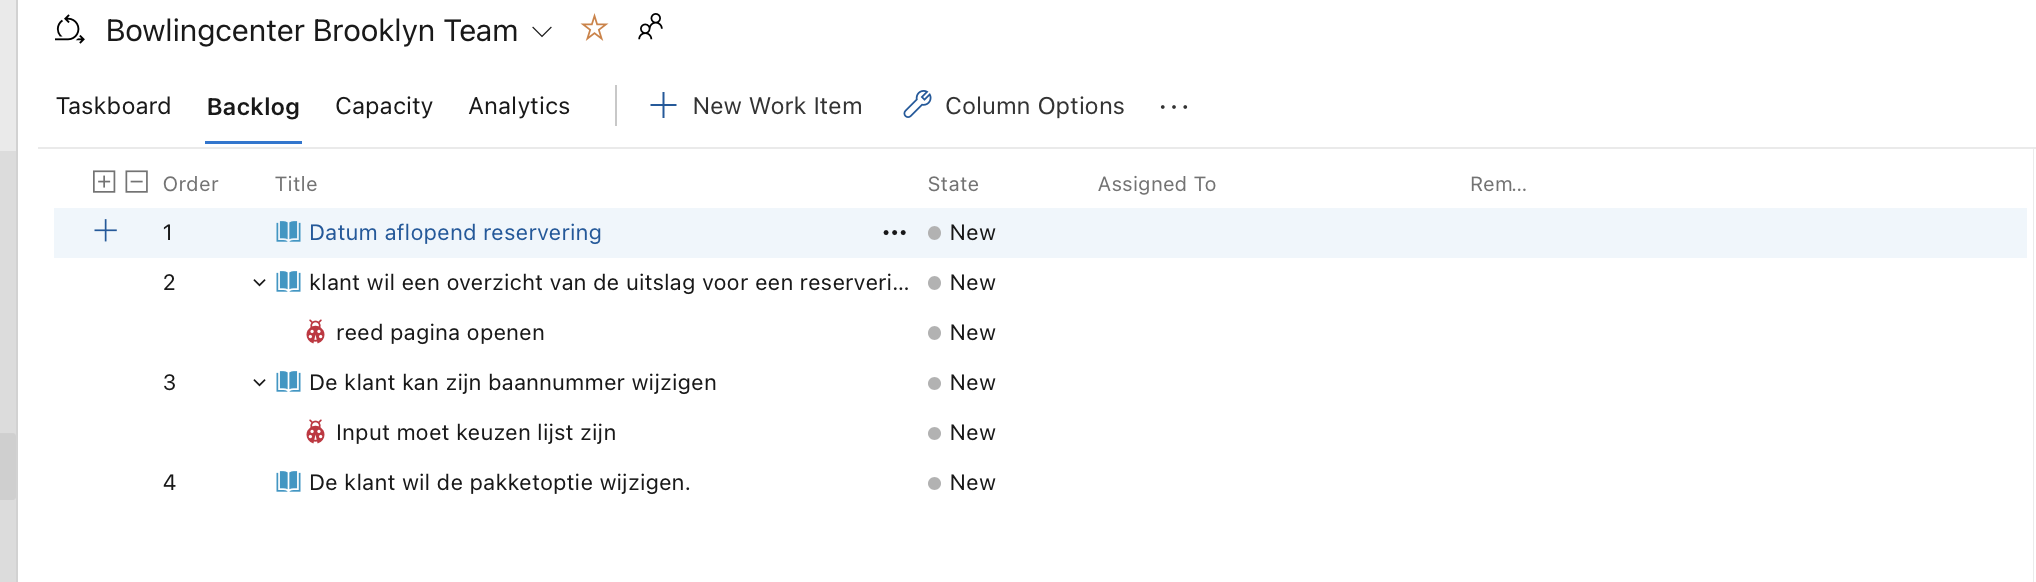 Bowlingcenter Brooklyn Team
Taskboard Backlog Capacity Analytics New Work Item Column Options ...
Order Title State Assigned To Rem...
1 Datum aflopend reservering ... New
2 klant wil een overzicht van de uitslag voor een reserveri... New
reed pagina openen New
3 De klant kan zijn baannummer wijzigen New
Input moet keuzen lijst zijn New
4 De klant wil de pakketoptie wijzigen. New